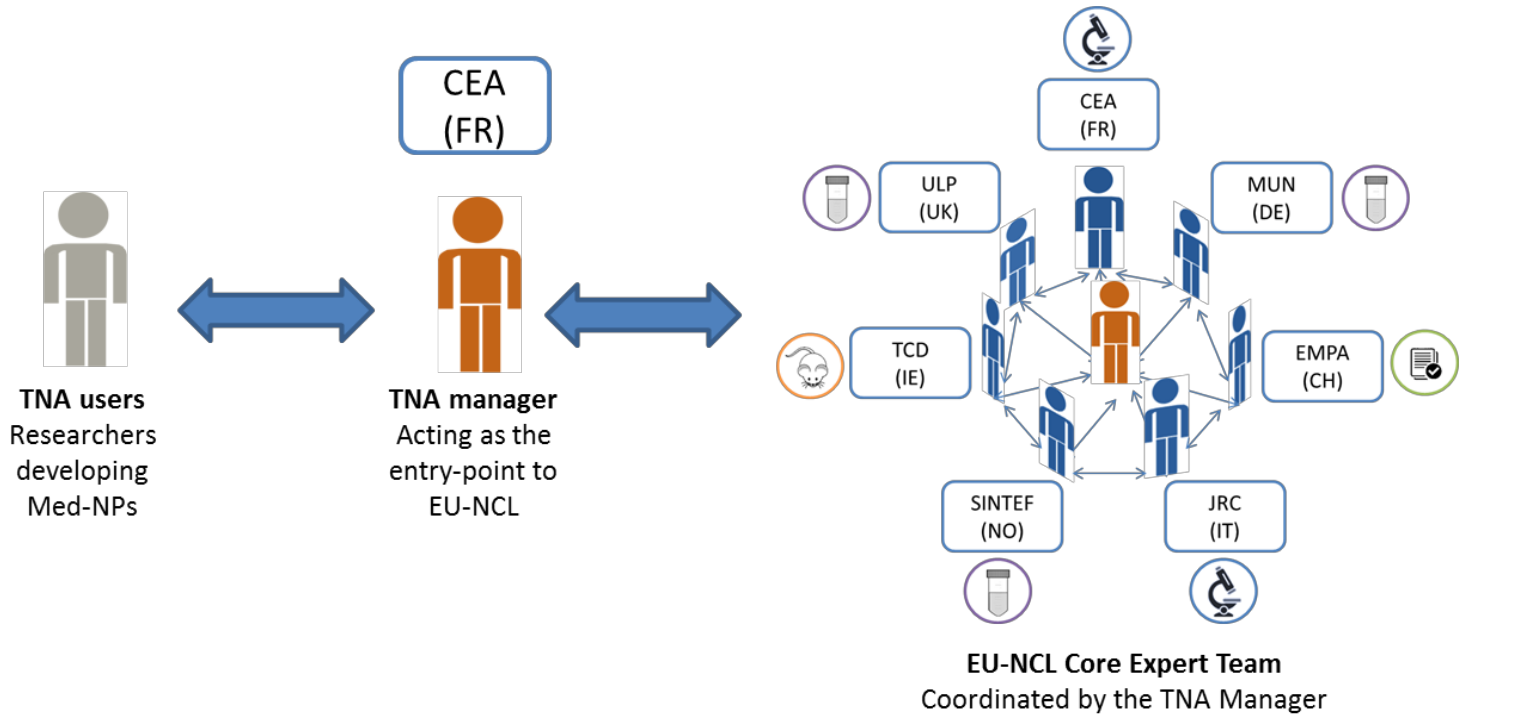 CEA
(FR)
TNA users
Researchers
developing
Med-NPs
TNA manager
Acting as the
entry-point to
EU-NCL
CEA
(FR)
ULP
(UK)
MUN
(DE)
TCD
(IE)
EMPA
(CH)
SINTEF
(NO)
JRC
(IT)
EU-NCL Core Expert Team
Coordinated by the TNA Manager